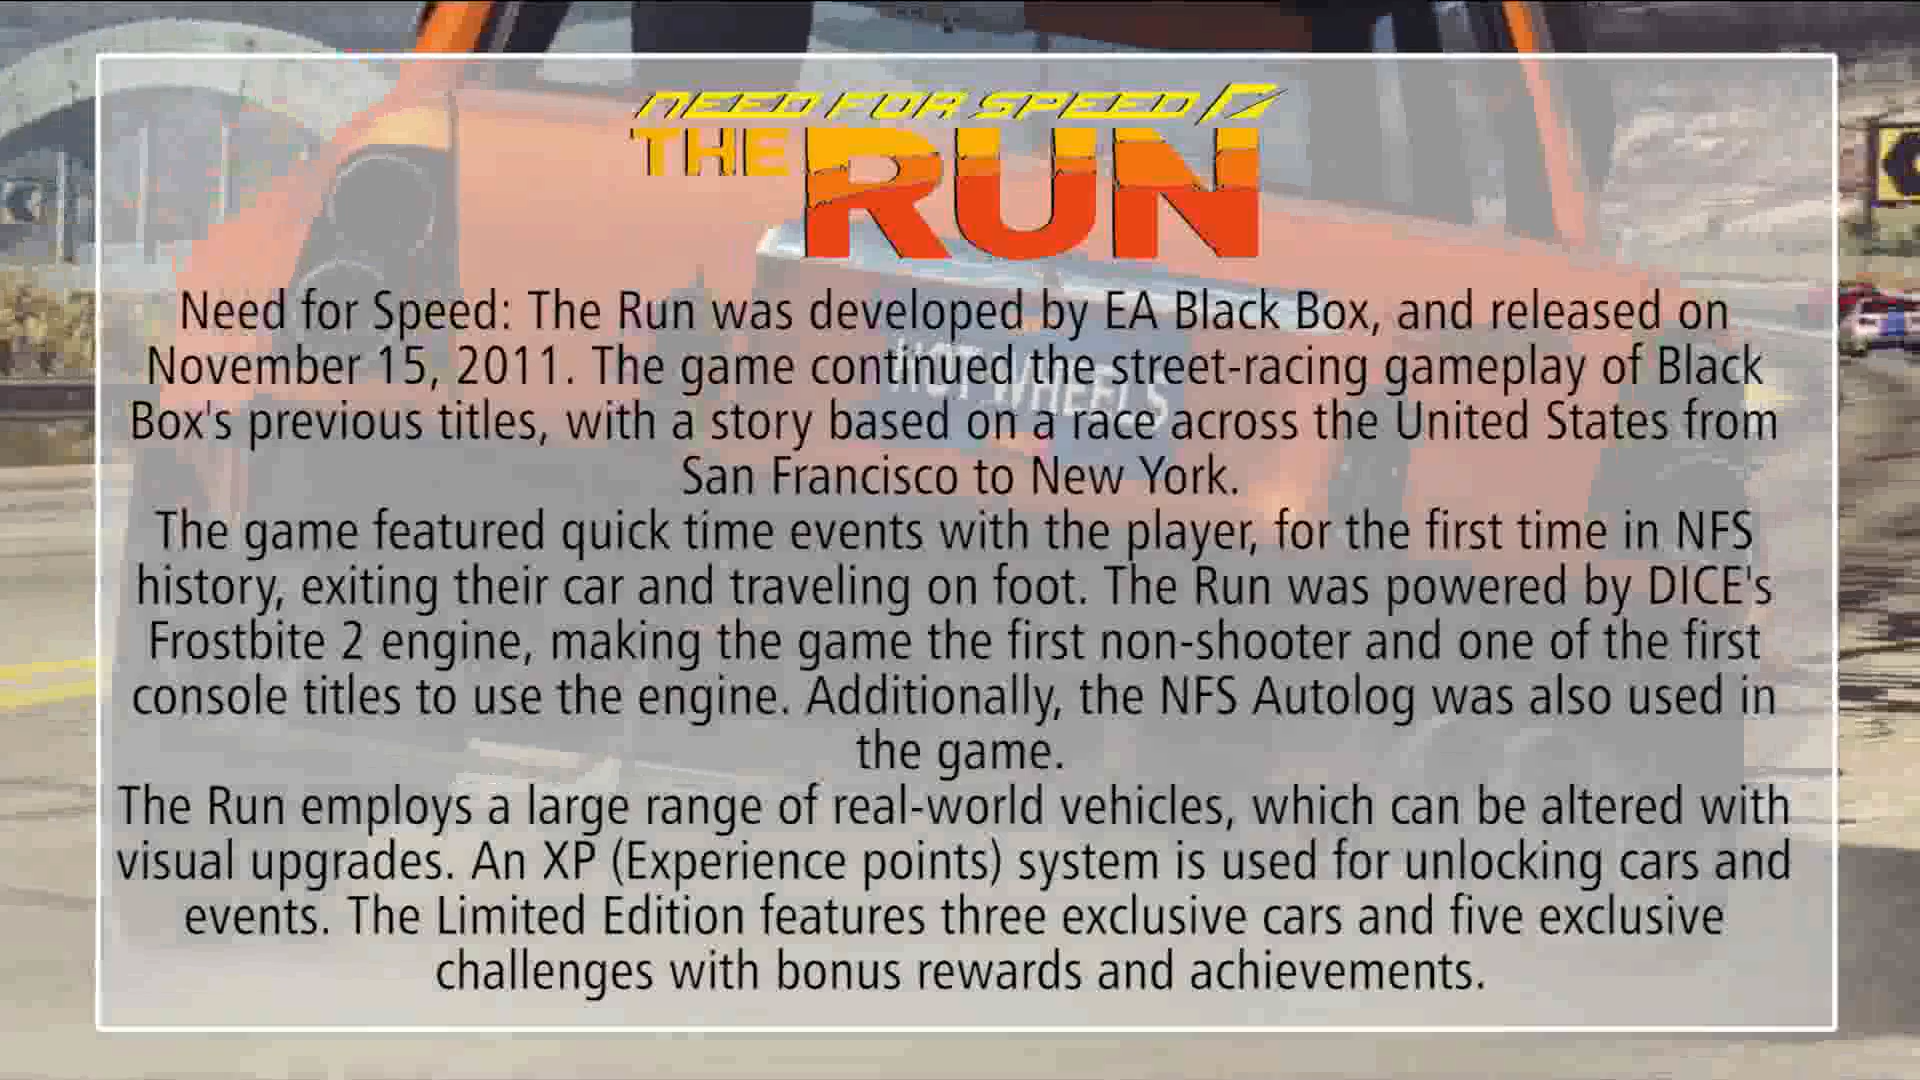 NEED FOR SPEED
THE RUN
Need for Speed: The Run was developed by EA Black Box, and released on
November 15, 2011. The game continued the street-racing gameplay of Black
Box's previous titles, with a story based on a race across the United States from
San Francisco to New York.
The game featured quick time events with the player, for the first time in NFS
history, exiting their car and traveling on foot. The Run was powered by DICE's
Frostbite 2 engine, making the game the first non-shooter and one of the first
console titles to use the engine. Additionally, the NFS Autolog was also used in
the game.
The Run employs a large range of real-world vehicles, which can be altered with
visual upgrades. An XP (Experience points) system is used for unlocking cars and
events. The Limited Edition features three exclusive cars and five exclusive
challenges with bonus rewards and achievements.
HOT WHEELS